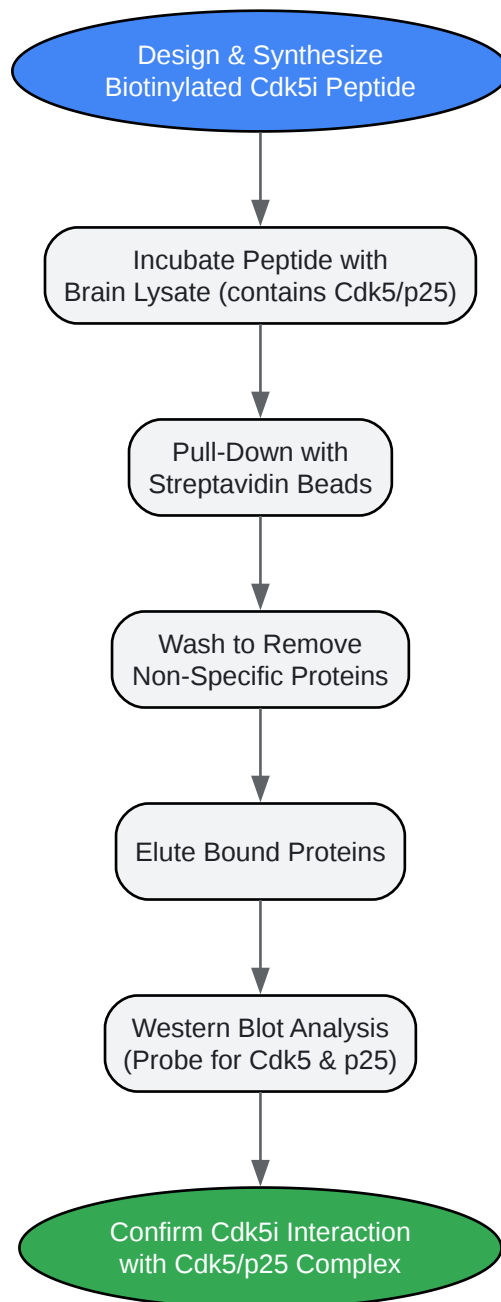 Design & Synthesize
Biotinylated Cdk5i Peptide
Incubate Peptide with
Brain Lysate (contains Cdk5/p25)
Pull-Down with
Streptavidin Beads
Wash to Remove
Non-Specific Proteins
Elute Bound Proteins
Western Blot Analysis
(Probe for Cdk5 & p25)
Confirm Cdk5i Interaction
with Cdk5/p25 Complex